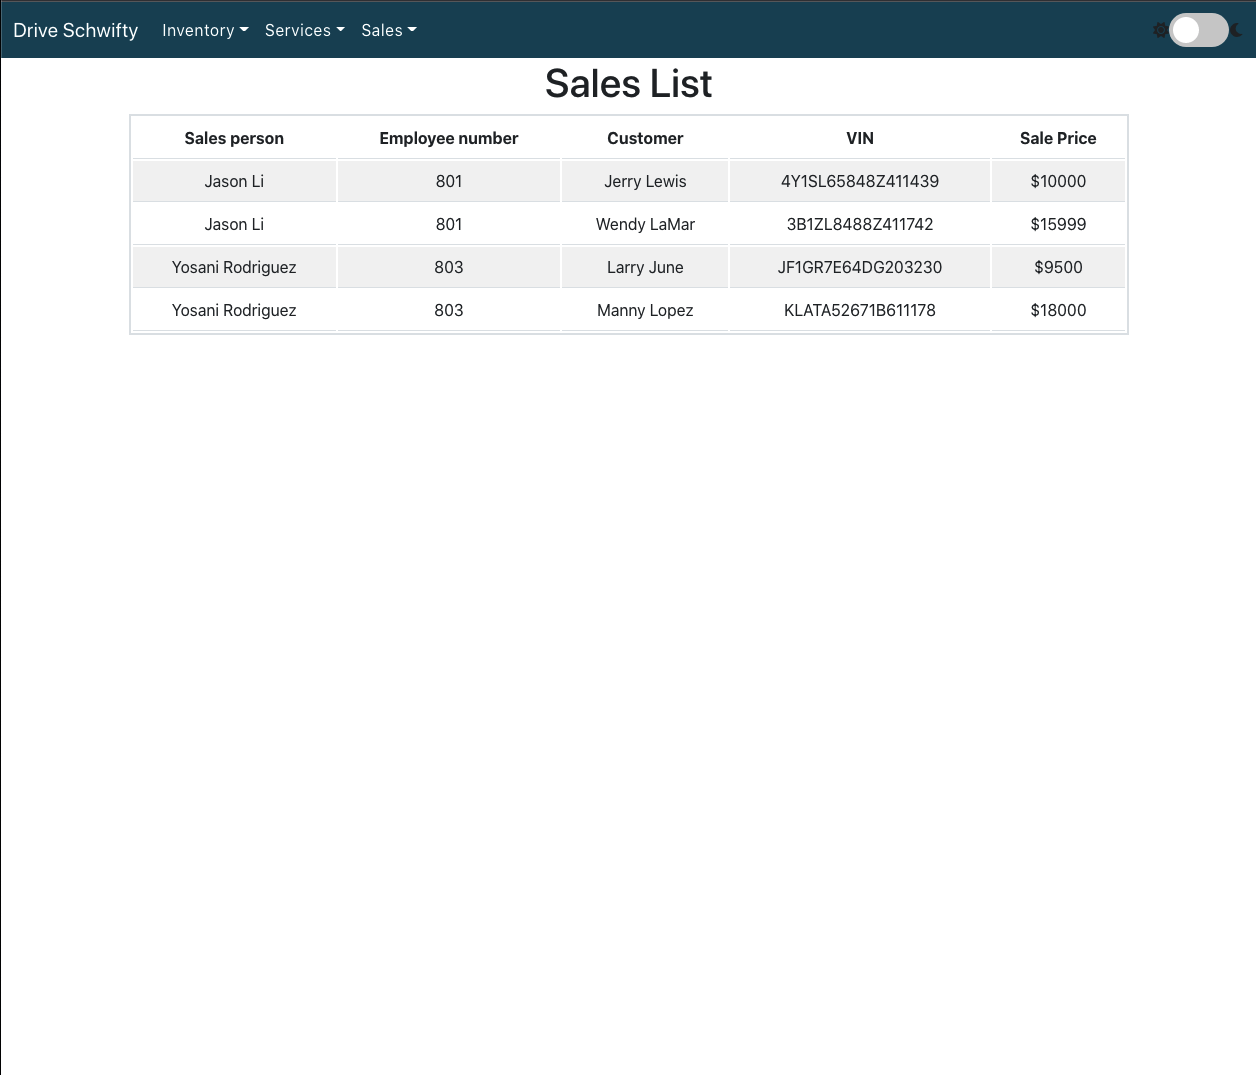 Drive Schwifty Inventory Services Sales
Sales List
Sales person Employee number Customer VIN Sale Price
Jason Li 801 Jerry Lewis 4Y1SL65848Z411439 $10000
Jason Li 801 Wendy LaMar 3B1ZL8488Z411742 $15999
Yosani Rodriguez 803 Larry June JF1GR7E64DG203230 $9500
Yosani Rodriguez 803 Manny Lopez KLATA52671B611178 $18000